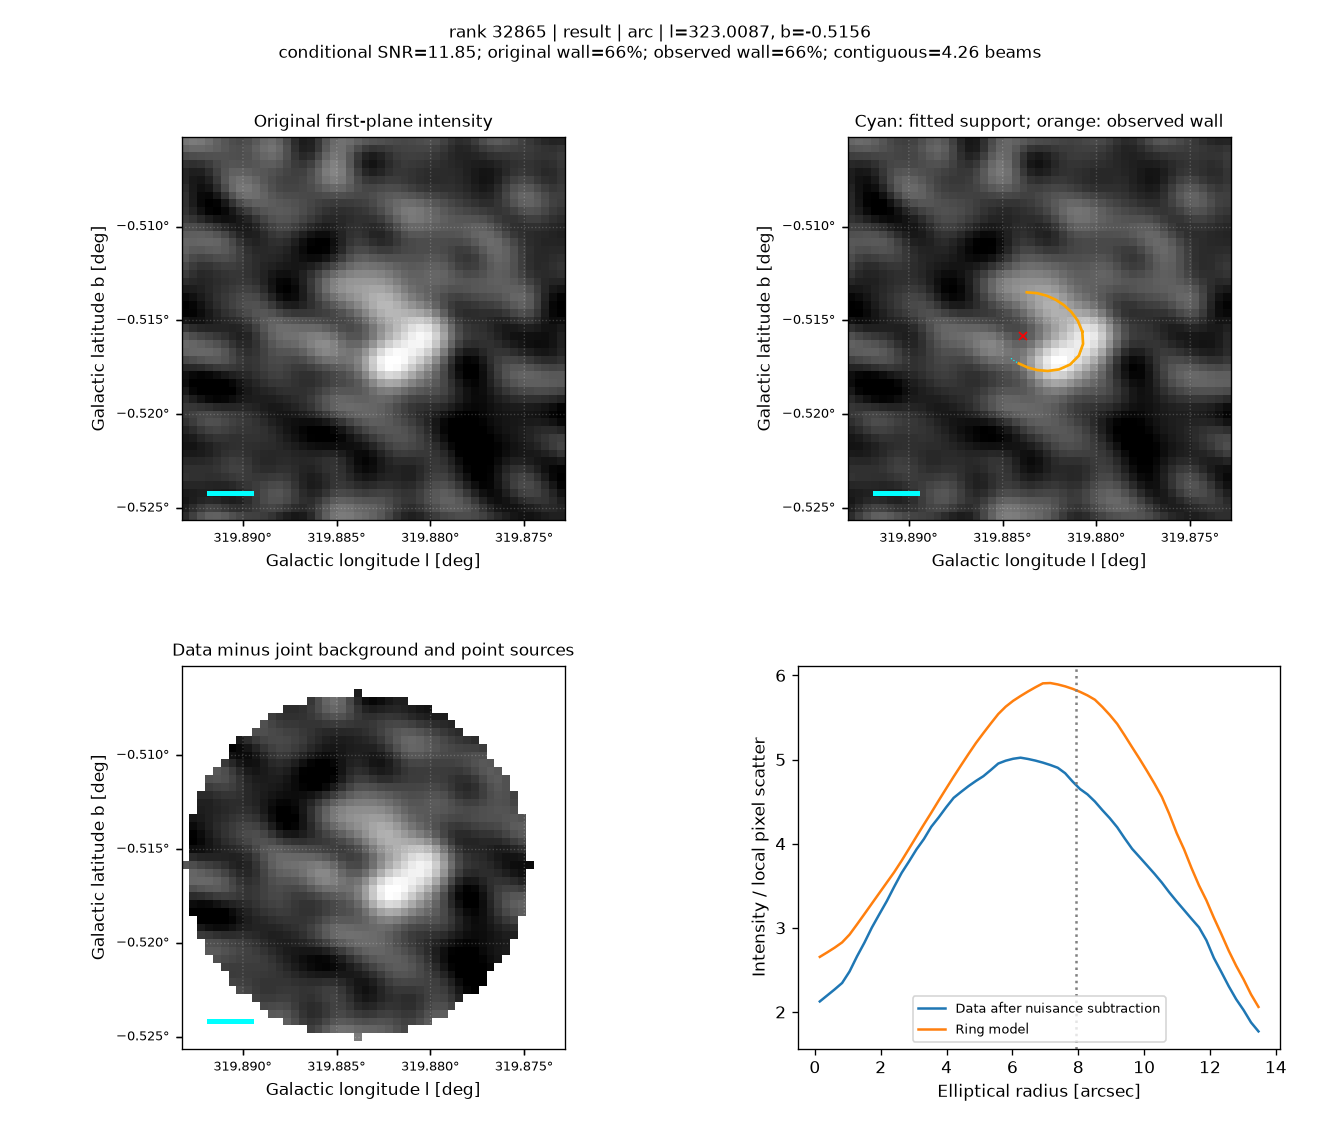 rank 32865 | result | arc | l=323.0087, b=-0.5156
conditional SNR=11.85; original wall=66%; observed wall=66%; contiguous=4.26 beams
Original first-plane intensity
Galactic latitude b [deg]
−0.510°
−0.515°
−0.520°
−0.525°
319.890°
319.885°
319.880°
319.875°
Galactic longitude l [deg]
Cyan: fitted support; orange: observed wall
Galactic latitude b [deg]
−0.510°
−0.515°
−0.520°
−0.525°
319.890°
319.885°
319.880°
319.875°
Galactic longitude l [deg]
Data minus joint background and point sources
Galactic latitude b [deg]
−0.510°
−0.515°
−0.520°
−0.525°
319.890°
319.885°
319.880°
319.875°
Galactic longitude l [deg]
Intensity / local pixel scatter
6
5
4
3
2
Data after nuisance subtraction
Ring model
0
2
4
6
8
10
12
14
Elliptical radius [arcsec]